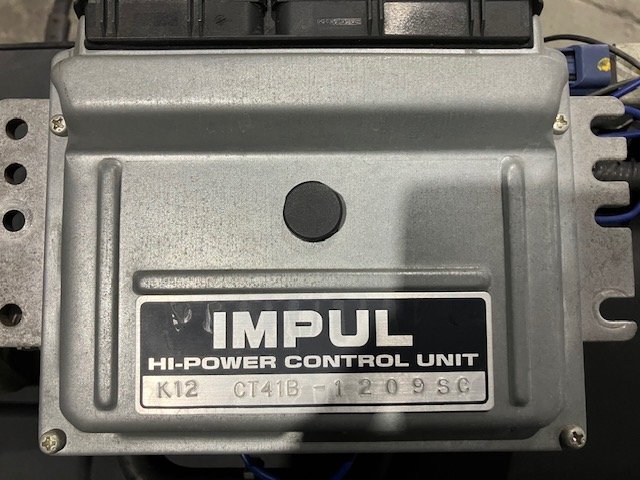 IMPUL
HI-POWER CONTROL UNIT
K12 CT41B-1209SC